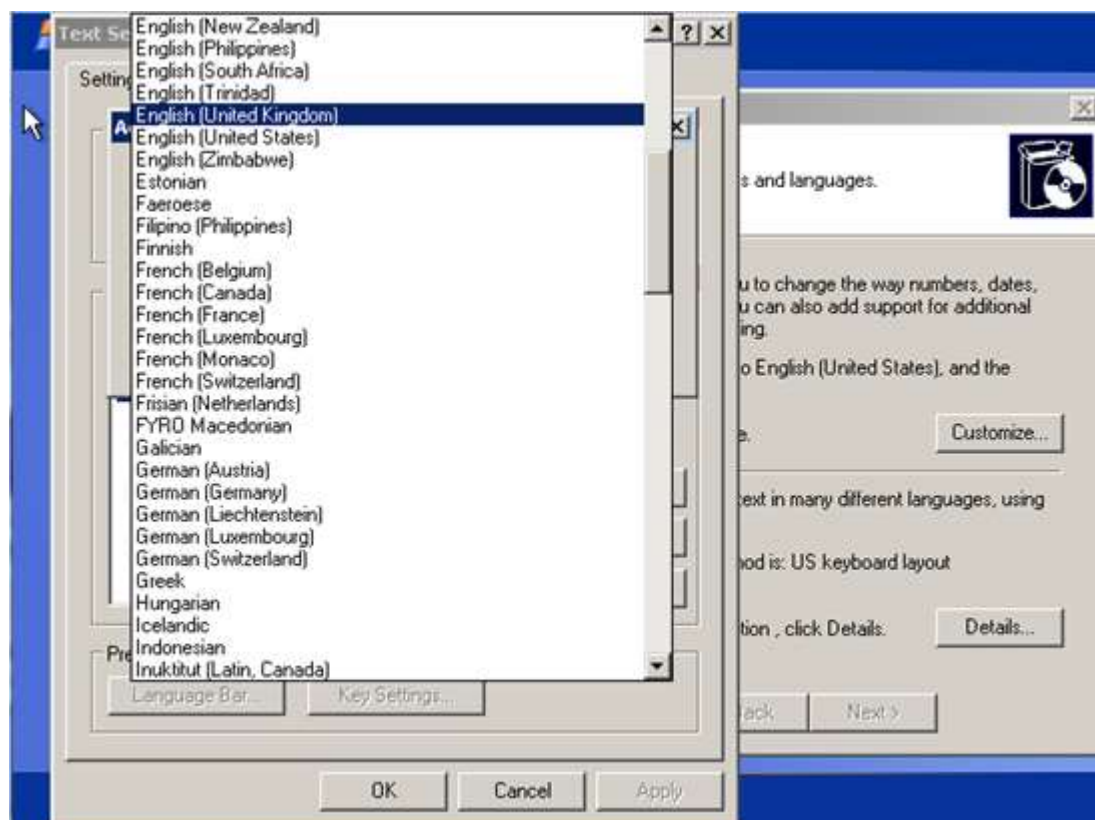 Text Se
Setting
A
English (New Zealand)
English (Philippines)
English (South Africa)
English (Trinidad)
English (United Kingdom)
English (United States)
English (Zimbabwe)
Estonian
Faeroese
Filipino (Philippines)
Finnish
French (Belgium)
French (Canada)
French (France)
French (Luxembourg)
French (Monaco)
French (Switzerland)
Frisian (Netherlands)
FYRO Macedonian
Galician
German (Austria)
German (Germany)
German (Liechtenstein)
German (Luxembourg)
German (Switzerland)
Greek
Hungarian
Icelandic
Indonesian
Inuktitut (Latin, Canada)
Pre
Language Bar...
Key Settings...
OK
Cancel
Apply
s and languages.
u to change the way numbers, dates,
u can also add support for additional
ing.
o English (United States), and the
e.
Customize...
text in many different languages, using
nod is: US keyboard layout
tion , click Details.
Details...
Back
Next >